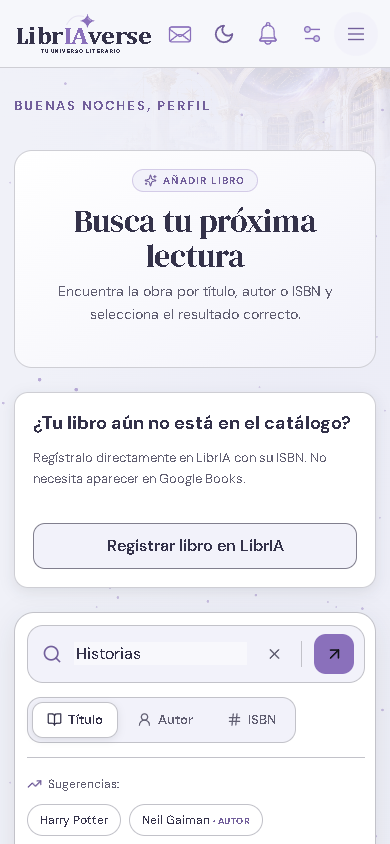 LibrIAverse
TU UNIVERSO LITERARIO
BUENAS NOCHES, PERFIL
AÑADIR LIBRO
Busca tu próxima
lectura
Encuentra la obra por título, autor o ISBN y
selecciona el resultado correcto.
¿Tu libro aún no está en el catálogo?
Regístralo directamente en LibrIA con su ISBN. No
necesita aparecer en Google Books.
Registrar libro en LibrIA
Historias
Título
Autor
ISBN
Sugerencias:
Harry Potter
Neil Gaiman · AUTOR